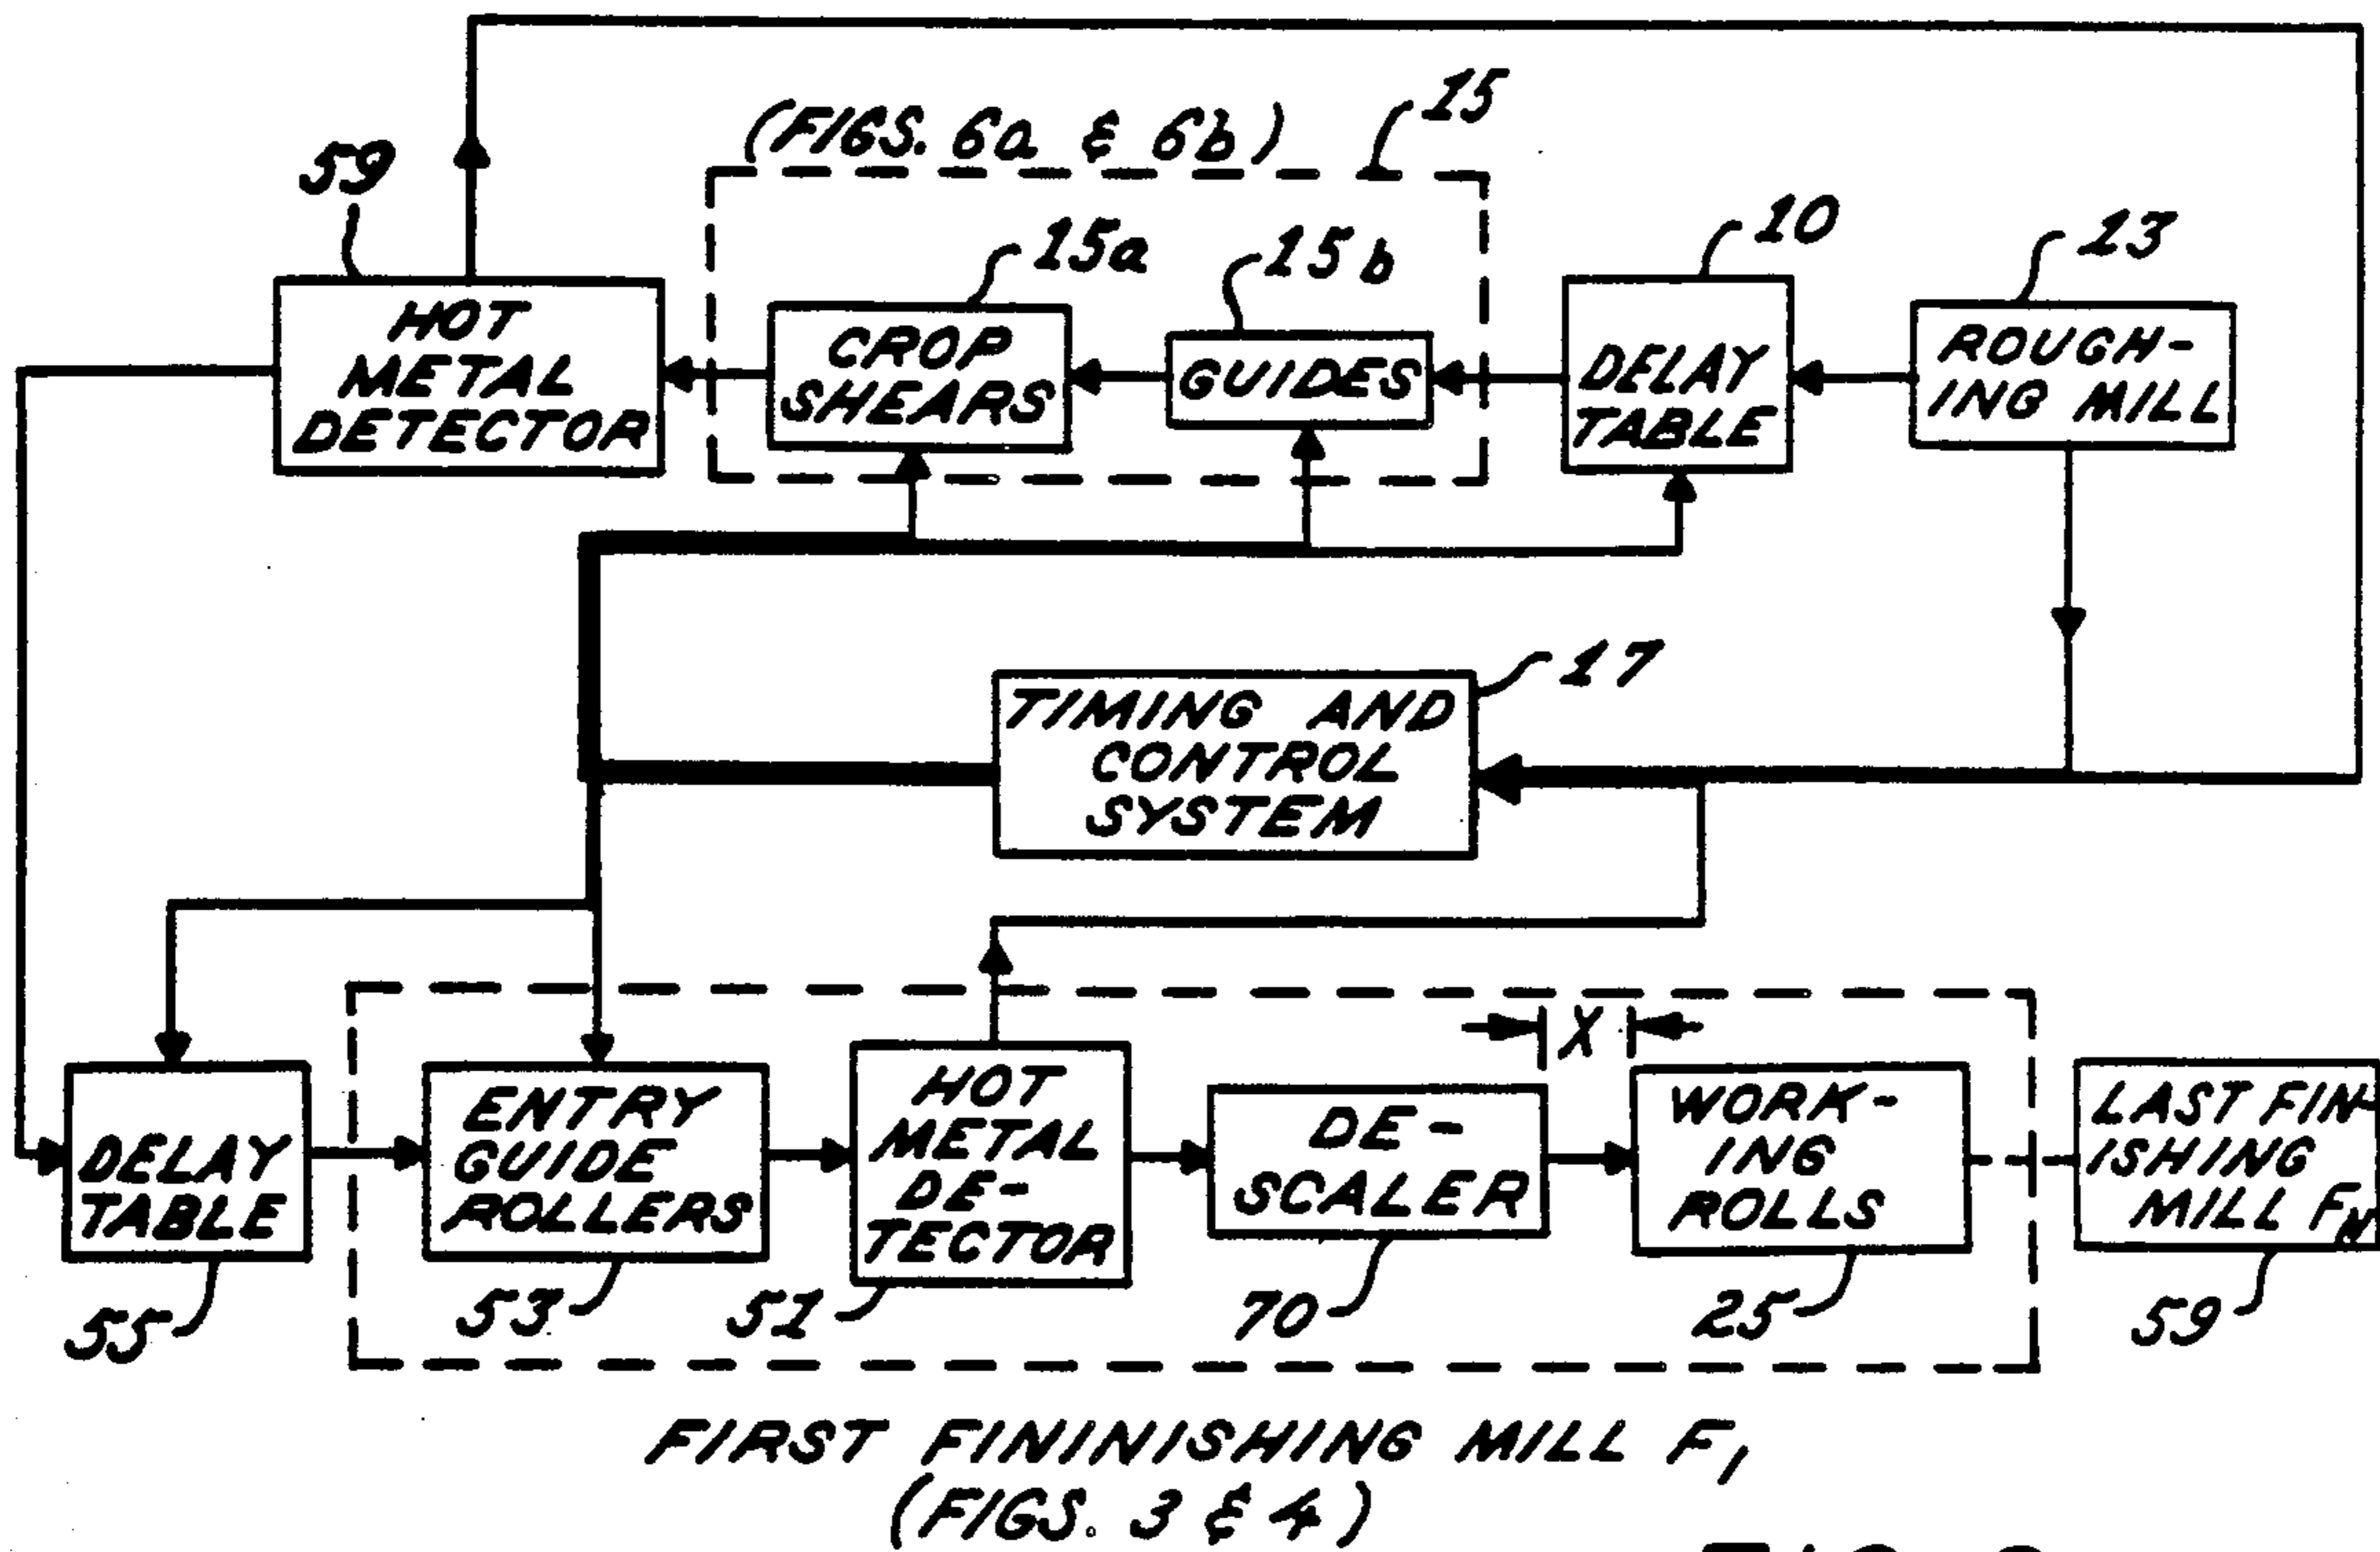 (FIGS. 6a & 6b)
15
59
15a
15b
10
13
HOT
METAL
DETECTOR
CROP
SHEARS
GUIDES
DELAY
TABLE
ROUGH-
ING MILL
TIMING AND
CONTROL
SYSTEM
17
X
DELAY
TABLE
ENTRY
GUIDE
ROLLERS
HOT
METAL
DE-
TECTOR
DE-
SCALER
WORK-
ING
ROLLS
LAST FIN-
ISHING
MILL FN
55
53
51
70
25
59
FIRST FININISHING MILL F1
(FIGS. 3 & 4)